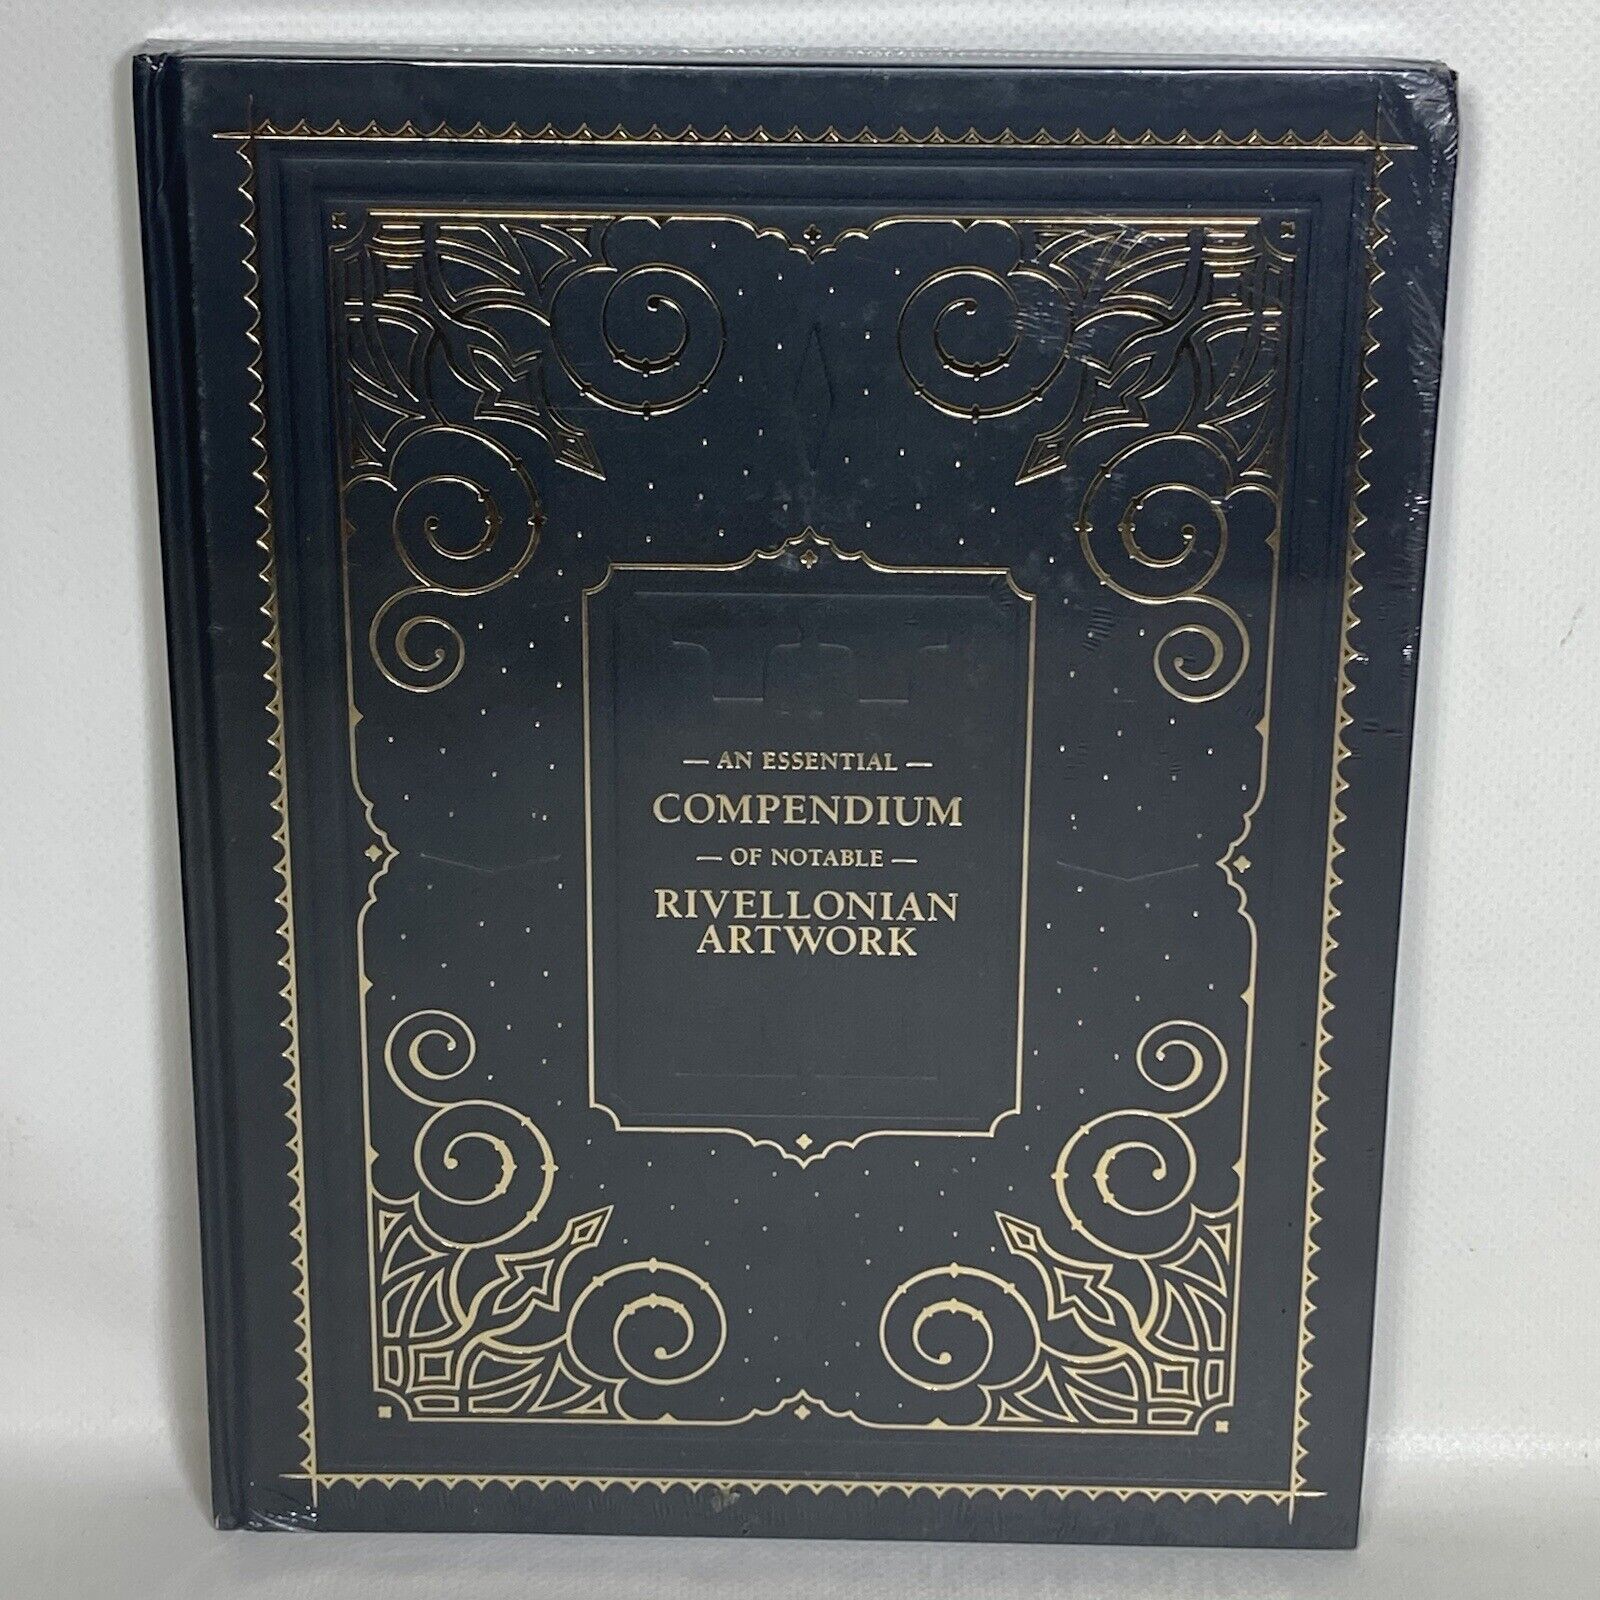 — AN ESSENTIAL —
COMPENDIUM
— OF NOTABLE —
RIVELLONIAN
ARTWORK